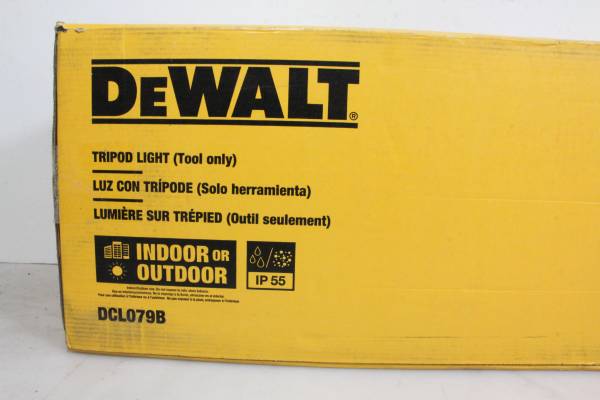 DEWALT®
TRIPOD LIGHT (Tool only)
LUZ CON TRÍPODE (Solo herramienta)
LUMIÈRE SUR TRÉPIED (Outil seulement)
INDOOR OR
OUTDOOR
IP 55
DCL079B